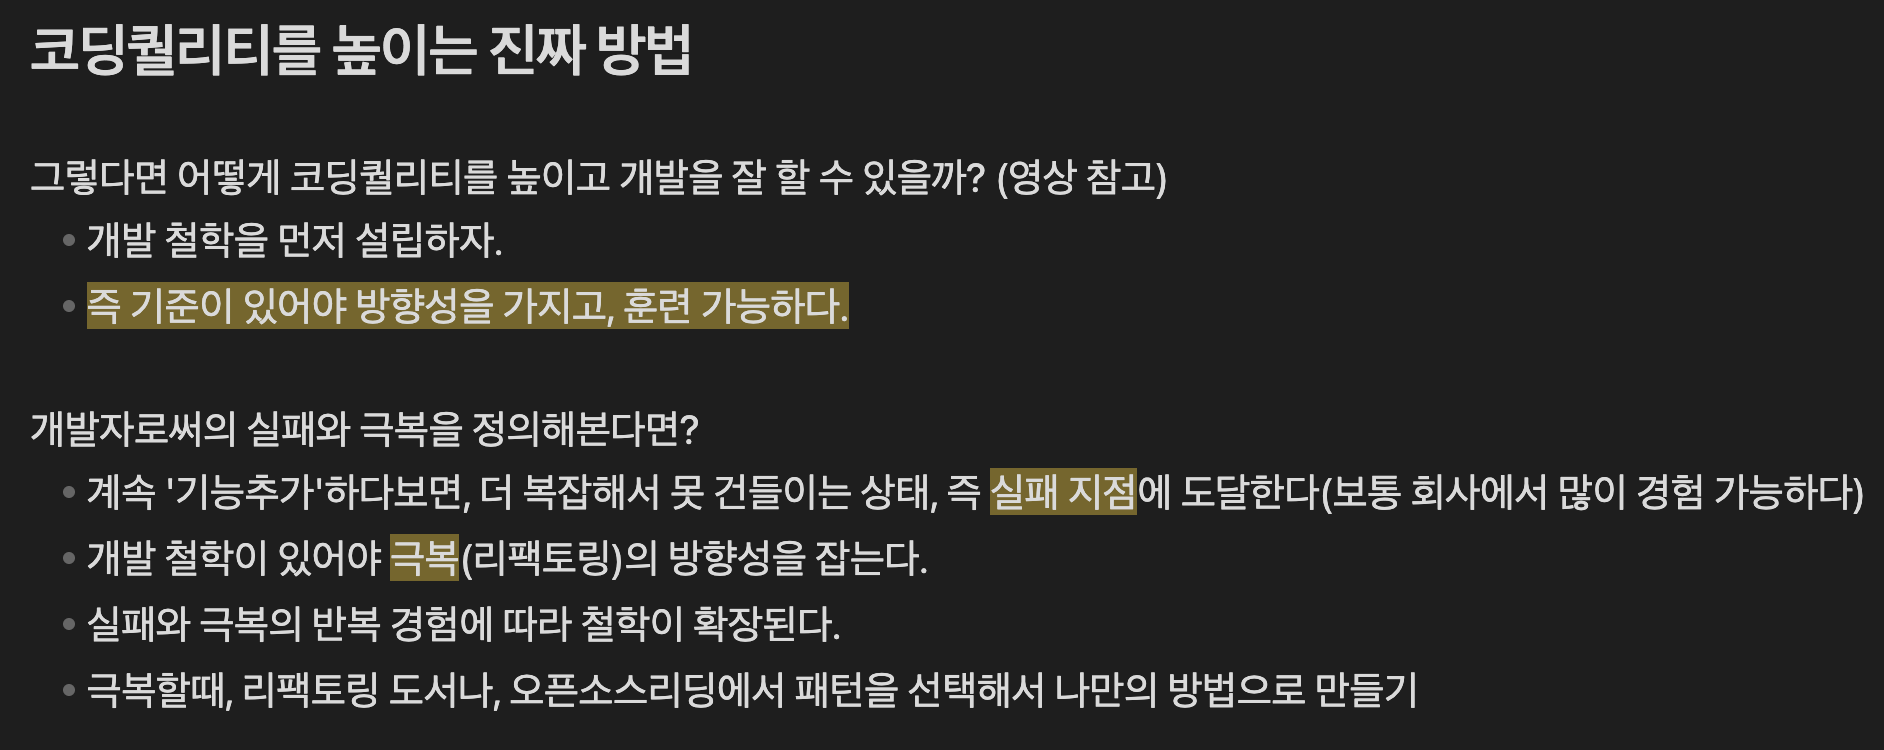 코딩퀄리티를 높이는 진짜 방법
그렇다면 어떻게 코딩퀄리티를 높이고 개발을 잘 할 수 있을까? (영상 참고)
개발 철학을 먼저 설립하자.
즉 기준이 있어야 방향성을 가지고, 훈련 가능하다.
개발자로써의 실패와 극복을 정의해본다면?
계속 '기능추가'하다보면, 더 복잡해서 못 건들이는 상태, 즉 실패 지점에 도달한다(보통 회사에서 많이 경험 가능하다)
개발 철학이 있어야 극복(리팩토링)의 방향성을 잡는다.
실패와 극복의 반복 경험에 따라 철학이 확장된다.
극복할때, 리팩토링 도서나, 오픈소스리딩에서 패턴을 선택해서 나만의 방법으로 만들기